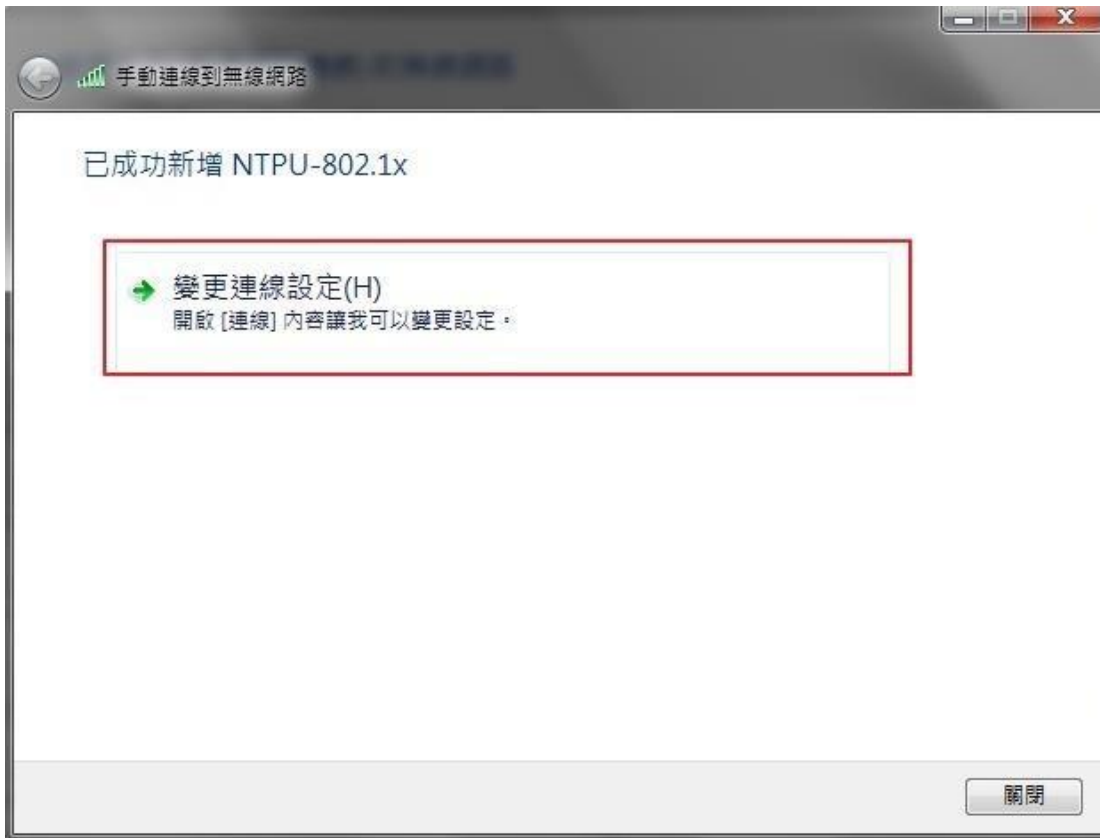 手動連線到無線網路
已成功新增 NTPU-802.1x
變更連線設定(H)
開啟 [連線] 內容讓我可以變更設定。
關閉